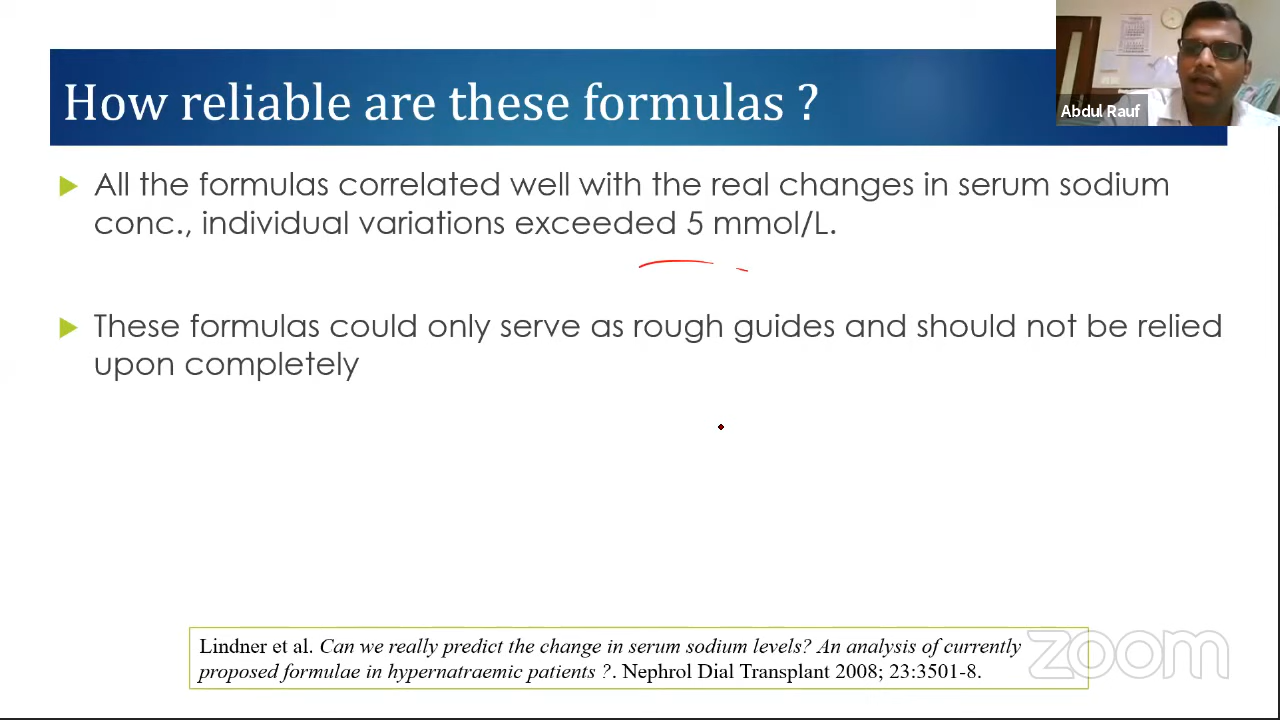 How reliable are these formulas ?
Abdul Rauf
All the formulas correlated well with the real changes in serum sodium
conc., individual variations exceeded 5 mmol/L.
These formulas could only serve as rough guides and should not be relied
upon completely
Lindner et al. Can we really predict the change in serum sodium levels? An analysis of currently
proposed formulae in hypernatraemic patients ?. Nephrol Dial Transplant 2008; 23:3501-8.
zoom